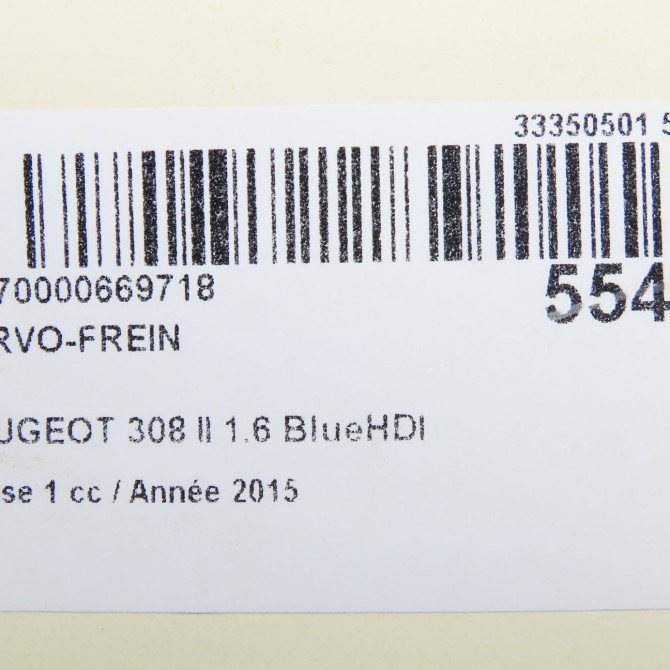 33350501 5
70000669718
554
RVO-FREIN
UGEOT 308 II 1.6 BlueHDI
se 1 cc / Année 2015